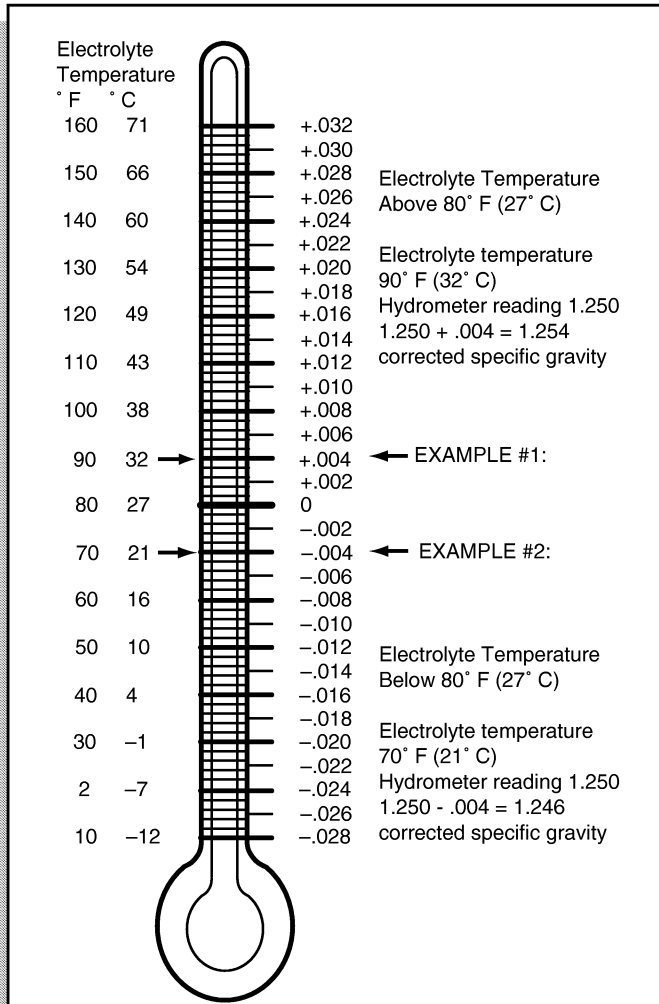 Electrolyte
Temperature
° F ° C
160 71 +.032
+.030
150 66 +.028
+.026
140 60 +.024
+.022
130 54 +.020
+.018
120 49 +.016
+.014
110 43 +.012
+.010
100 38 +.008
+.006
90 32 +.004
+.002
80 27 0
–.002
70 21 –.004
–.006
60 16 –.008
–.010
50 10 –.012
–.014
40 4 –.016
–.018
30 –1 –.020
–.022
2 –7 –.024
–.026
10 –12 –.028
Electrolyte Temperature
Above 80° F (27° C)
Electrolyte temperature
90° F (32° C)
Hydrometer reading 1.250
1.250 + .004 = 1.254
corrected specific gravity
EXAMPLE #1:
EXAMPLE #2:
Electrolyte Temperature
Below 80° F (27° C)
Electrolyte temperature
70° F (21° C)
Hydrometer reading 1.250
1.250 - .004 = 1.246
corrected specific gravity